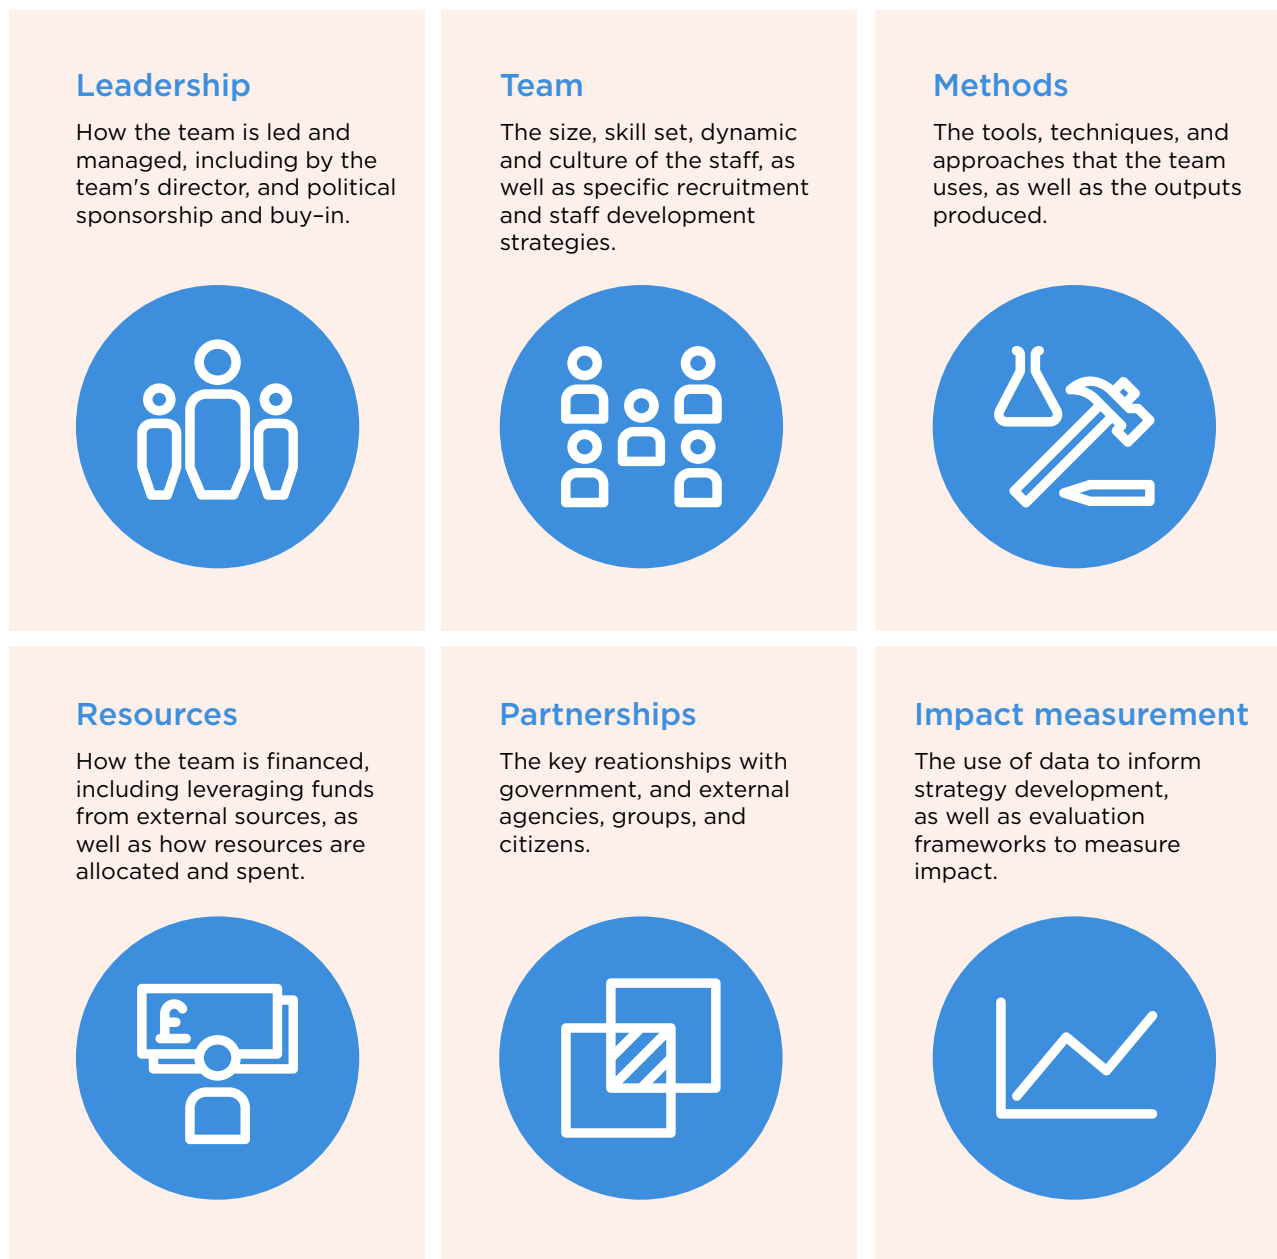 Leadership
How the team is led and
managed, including by the
team's director, and political
sponsorship and buy–in.
Team
The size, skill set, dynamic
and culture of the staff, as
well as specific recruitment
and staff development
strategies.
Methods
The tools, techniques, and
approaches that the team
uses, as well as the outputs
produced.
Resources
How the team is financed,
including leveraging funds
from external sources, as
well as how resources are
allocated and spent.
£
Partnerships
The key reationships with
government, and external
agencies, groups, and
citizens.
Impact measurement
The use of data to inform
strategy development,
as well as evaluation
frameworks to measure
impact.